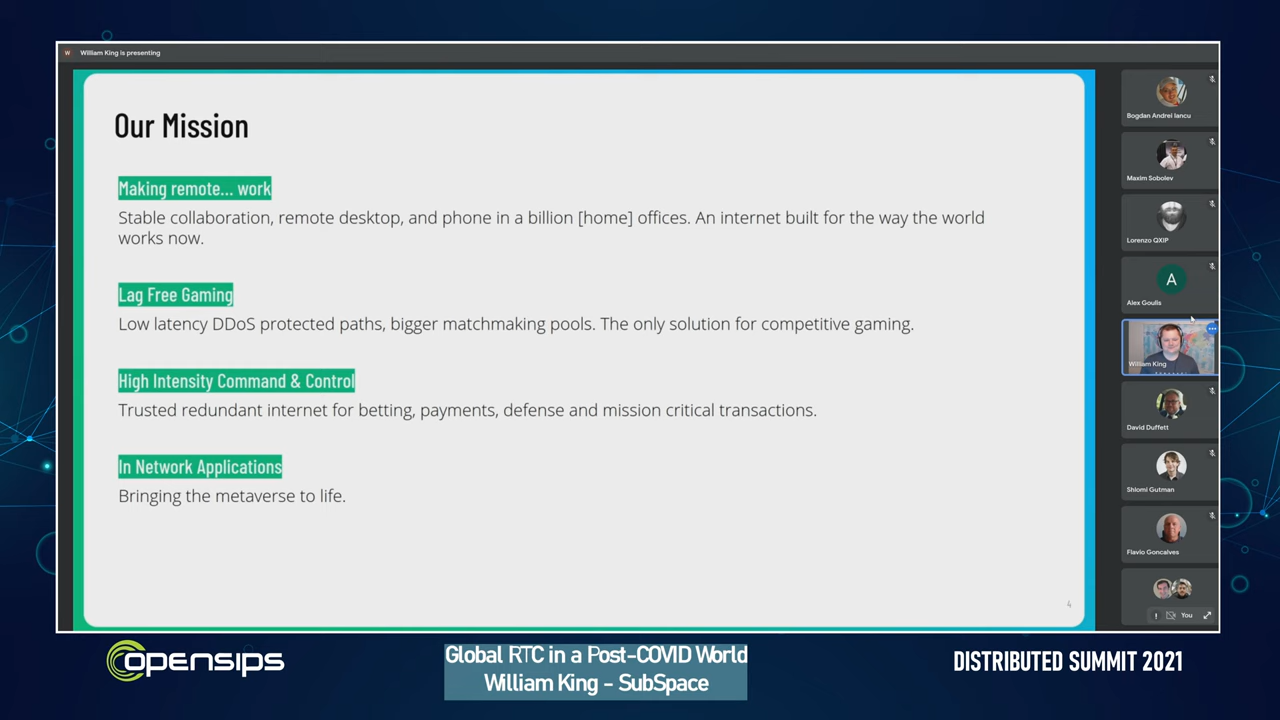 W William King is presenting
Our Mission
Making remote... work
Stable collaboration, remote desktop, and phone in a billion [home] offices. An internet built for the way the world
works now.
Lag Free Gaming
Low latency DDoS protected paths, bigger matchmaking pools. The only solution for competitive gaming.
High Intensity Command & Control
Trusted redundant internet for betting, payments, defense and mission critical transactions.
In Network Applications
Bringing the metaverse to life.
4
Bogdan Andrei Iancu
Maxim Sobolev
Lorenzo QXIP
A
Alex Goulis
William King
David Duffett
Shlomi Gutman
Flavio Goncalves
You
opensips
Global RTC in a Post-COVID World
William King - SubSpace
DISTRIBUTED SUMMIT 2021